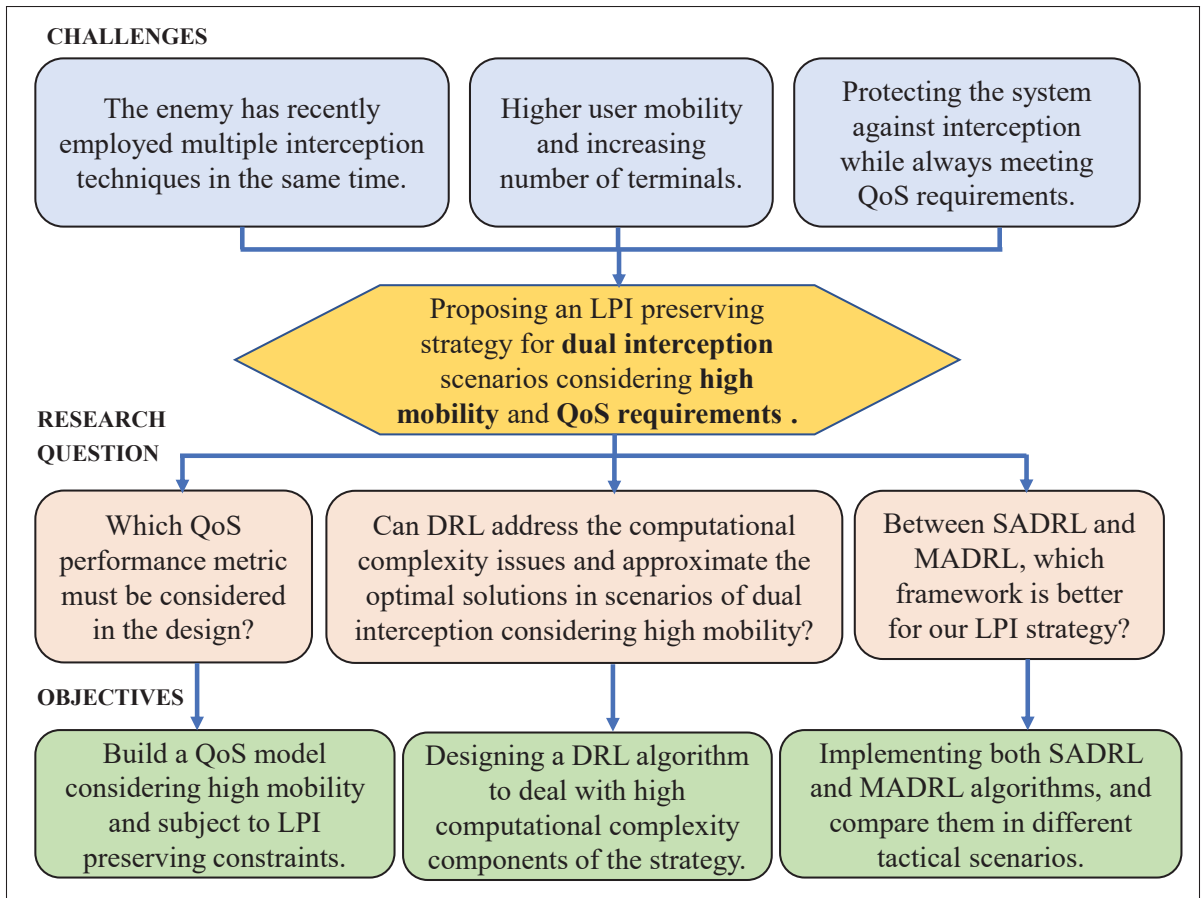 CHALLENGES
The enemy has recently
employed multiple interception
techniques in the same time.
Higher user mobility
and increasing
number of terminals.
Protecting the system
against interception
while always meeting
QoS requirements.
Proposing an LPI preserving
strategy for dual interception
scenarios considering high
mobility and QoS requirements .
RESEARCH
QUESTION
Which QoS
performance metric
must be considered
in the design?
Can DRL address the computational
complexity issues and approximate the
optimal solutions in scenarios of dual
interception considering high mobility?
Between SADRL and
MADRL, which
framework is better
for our LPI strategy?
OBJECTIVES
Build a QoS model
considering high mobility
and subject to LPI
preserving constraints.
Designing a DRL algorithm
to deal with high
computational complexity
components of the strategy.
Implementing both SADRL
and MADRL algorithms, and
compare them in different
tactical scenarios.